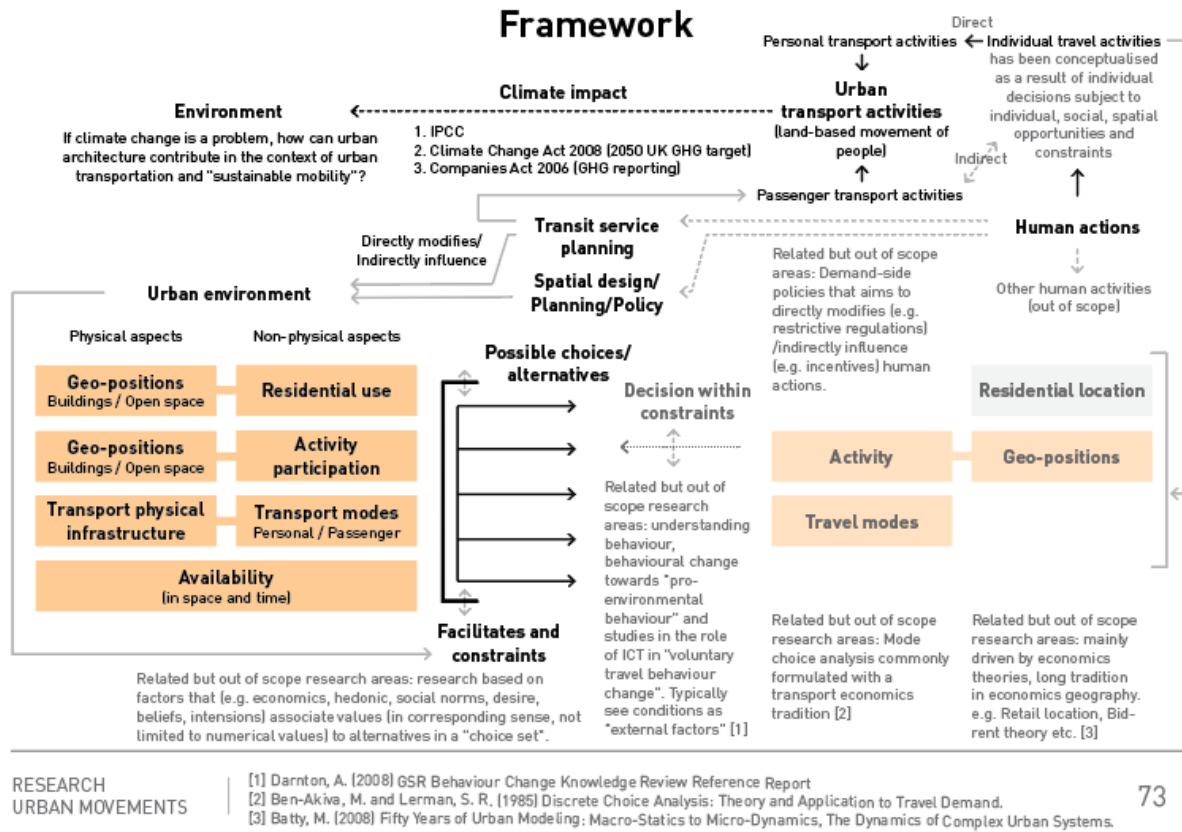 Framework
Direct
Personal transport activities
Individual travel activities
has been conceptualised
as a result of individual
decisions subject to
individual, social, spatial
opportunities and
constraints
Climate impact
Urban
transport activities
(land-based movement of
people)
Environment
If climate change is a problem, how can urban
architecture contribute in the context of urban
transportation and "sustainable mobility"?
1. IPCC
2. Climate Change Act 2008 (2050 UK GHG target)
3. Companies Act 2006 (GHG reporting)
Indirect
Passenger transport activities
Transit service
planning
Human actions
Directly modifies/
Indirectly influence
Spatial design/
Planning/Policy
Related but out of scope
areas: Demand-side
policies that aims to
directly modifies (e.g.
restrictive regulations)
/indirectly influence
(e.g. incentives) human
actions.
Other human activities
(out of scope)
Urban environment
Physical aspects
Non-physical aspects
Possible choices/
alternatives
Geo-positions
Buildings / Open space
Residential use
Decision within
constraints
Residential location
Geo-positions
Buildings / Open space
Activity
participation
Activity
Geo-positions
Transport physical
infrastructure
Transport modes
Personal / Passenger
Travel modes
Related but out of
scope research
areas: understanding
behaviour,
behavioural change
towards "pro-
environmental
behaviour" and
studies in the role
of ICT in "voluntary
travel behaviour
change". Typically
see conditions as
"external factors" [1]
Availability
(in space and time)
Facilitates and
constraints
Related but out of scope
research areas: Mode
choice analysis commonly
formulated with a
transport economics
tradition [2]
Related but out of scope
research areas: mainly
driven by economics
theories, long tradition
in economics geography.
e.g. Retail location, Bid-
rent theory etc. [3]
Related but out of scope research areas: research based on
factors that (e.g. economics, hedonic, social norms, desire,
beliefs, intensions) associate values (in corresponding sense, not
limited to numerical values) to alternatives in a "choice set".
RESEARCH
URBAN MOVEMENTS
[1] Darnton, A. (2008) GSR Behaviour Change Knowledge Review Reference Report
[2] Ben-Akiva, M. and Lerman, S. R. (1985) Discrete Choice Analysis: Theory and Application to Travel Demand.
[3] Batty, M. (2008) Fifty Years of Urban Modeling: Macro-Statics to Micro-Dynamics, The Dynamics of Complex Urban Systems.
73